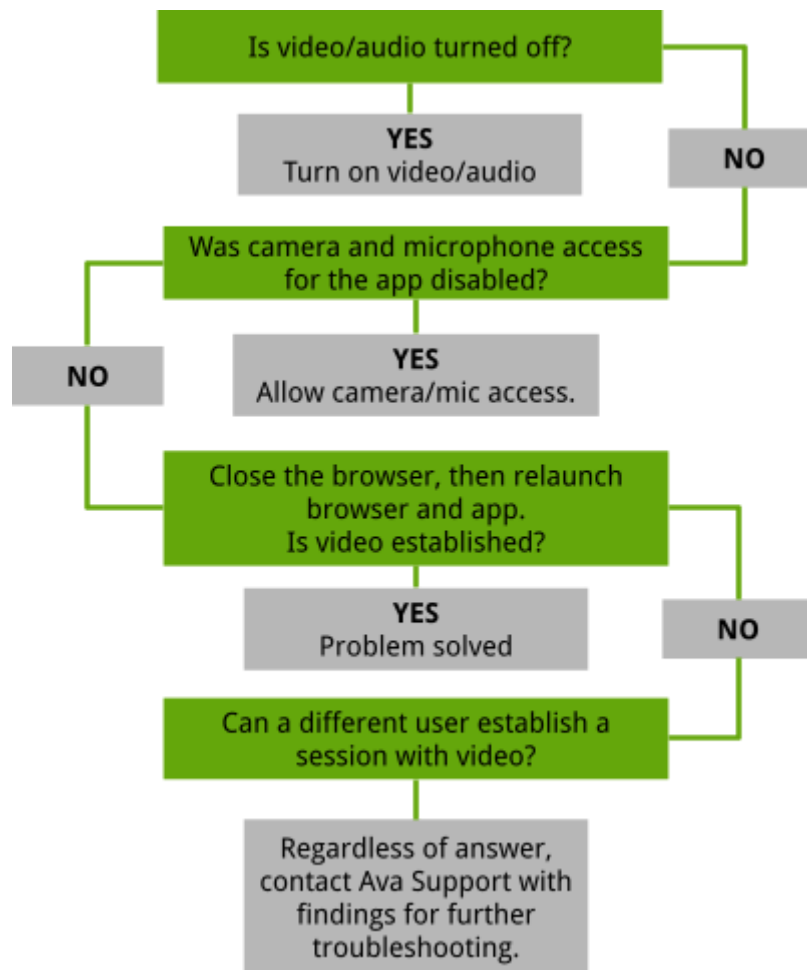 Is video/audio turned off?
YES
Turn on video/audio
NO
Was camera and microphone access
for the app disabled?
YES
Allow camera/mic access.
NO
Close the browser, then relaunch
browser and app.
Is video established?
YES
Problem solved
NO
Can a different user establish a
session with video?
Regardless of answer,
contact Ava Support with
findings for further
troubleshooting.